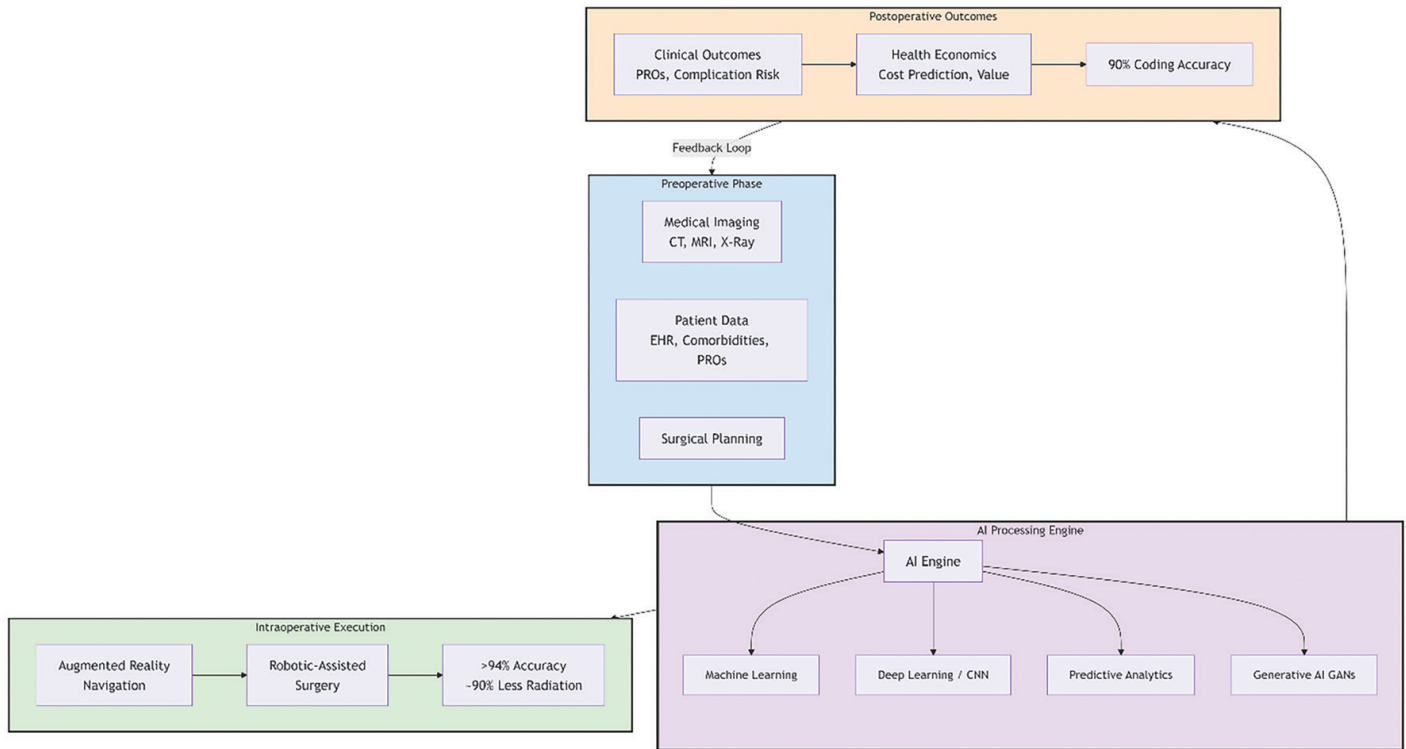 Postoperative Outcomes
Clinical Outcomes
PROs, Complication Risk
Health Economics
Cost Prediction, Value
90% Coding Accuracy
Feedback Loop
Preoperative Phase
Medical Imaging
CT, MRI, X-Ray
Patient Data
EHR, Comorbidities,
PROs
Surgical Planning
AI Processing Engine
AI Engine
Machine Learning
Deep Learning / CNN
Predictive Analytics
Generative AI GANs
Intraoperative Execution
Augmented Reality
Navigation
Robotic-Assisted
Surgery
>94% Accuracy
~90% Less Radiation